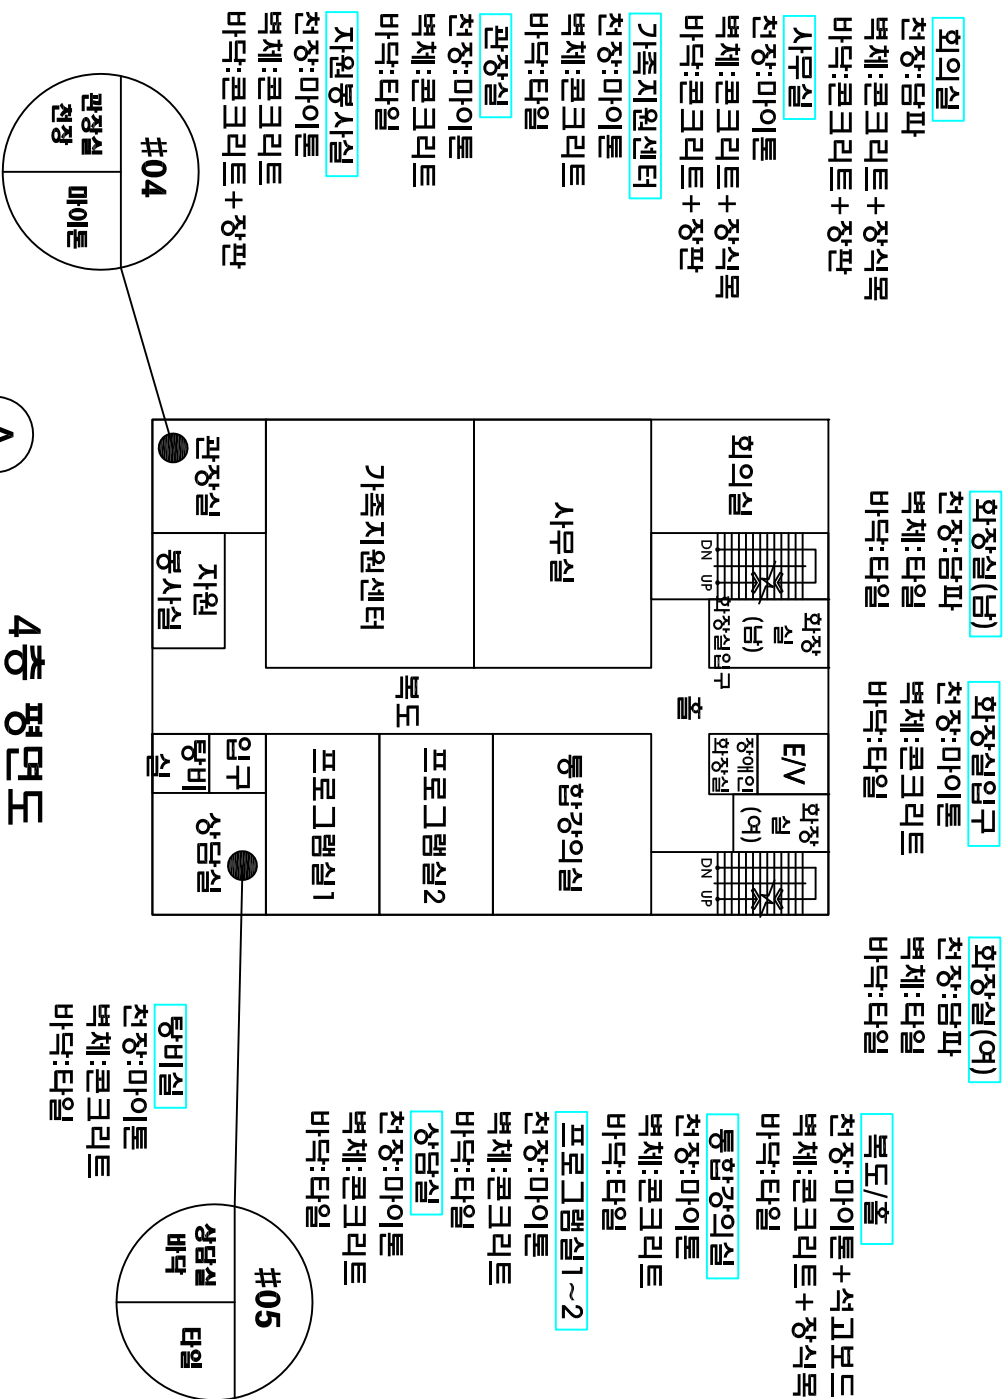 회의실
천장:담파
벽체:콘크리트+장식목
바닥:콘크리트+장판
사무실
천장:마이톤
벽체:콘크리트+장식목
바닥:콘크리트+장판
가족지원센터
천장:마이톤
벽체:콘크리트
바닥:타일
관장실
천장:마이톤
벽체:콘크리트
바닥:타일
자원봉사실
천장:마이톤
벽체:콘크리트
바닥:콘크리트+장판
#04
관장실
천장
마이톤
화장실(남)
천장:담파
벽체:타일
바닥:타일
화장실입구
천장:마이톤
벽체:콘크리트
바닥:타일
화장실(여)
천장:담파
벽체:타일
바닥:타일
회의실
DN
UP
화장
실
(남)
화장실입구
홀
E/V
장애인
화장실
화장
실
(여)
DN
UP
사무실
가족지원센터
관장실
자원
봉사실
복도
통합강의실
프로그램실2
프로그램실1
입구
탕비
실
상담실
복도/홀
천장:마이톤+석고보드
벽체:콘크리트+장식목
바닥:타일
통합강의실
천장:마이톤
벽체:콘크리트
바닥:타일
프로그램실1~2
천장:마이톤
벽체:콘크리트
바닥:타일
상담실
천장:마이톤
벽체:콘크리트
바닥:타일
탕비실
천장:마이톤
벽체:콘크리트
바닥:타일
#05
상담실
바닥
타일
A
4층 평면도